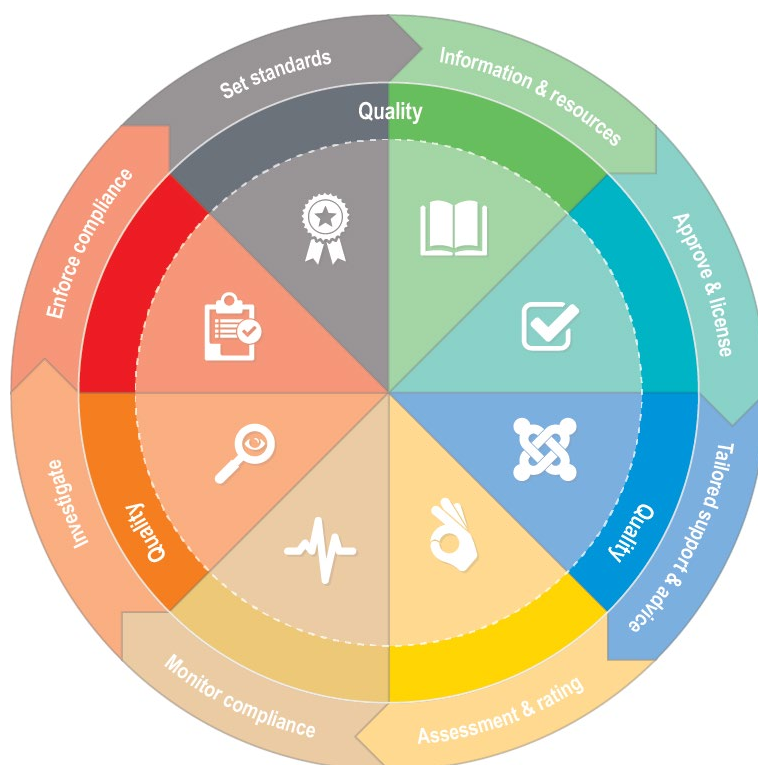 Set standards
Information & resources
Approve & license
Tailored support & advice
Assessment & rating
Monitor compliance
Investigate
Enforce compliance
Quality
Quality
Quality